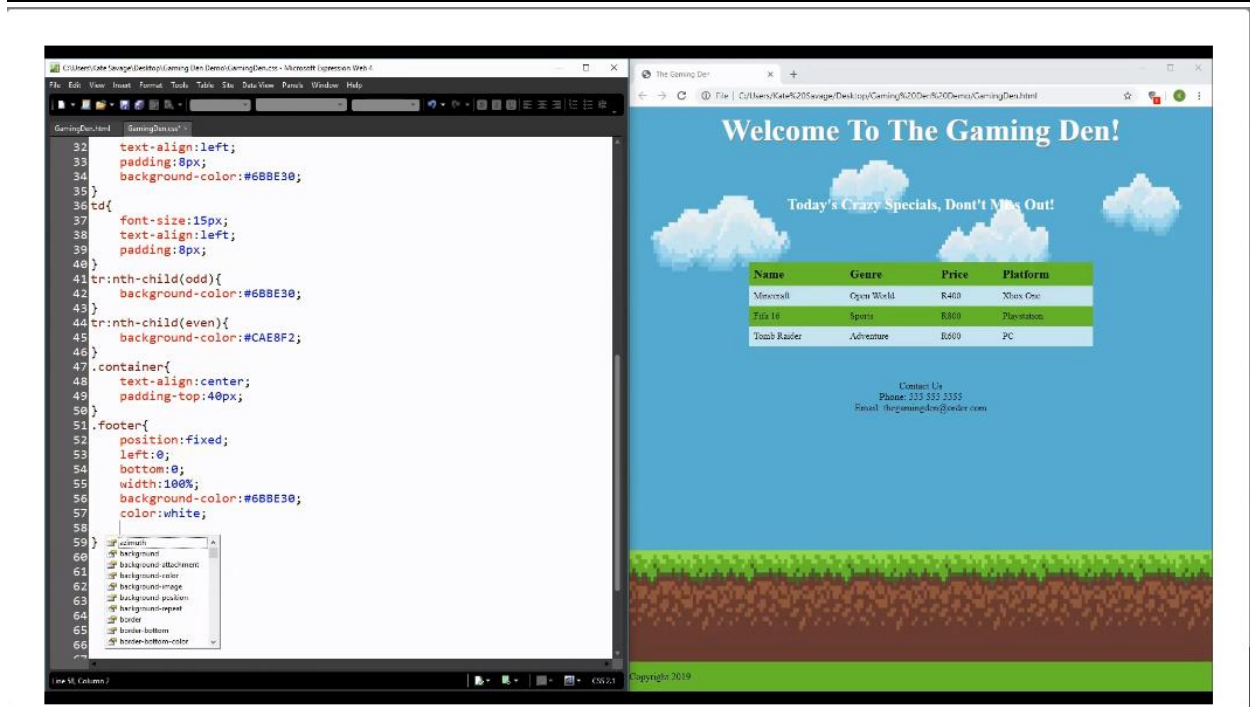 C:\Users\Kate Savage\Desktop\Gaming Den Demo\GamingDen.css - Microsoft Expression Web 4
File Edit View Insert Format Tools Table Site Data View Panels Window Help
GamingDen.html GamingDen.css*
32 text-align:left;
33 padding:8px;
34 background-color:#6BBE30;
35 }
36 td{
37 font-size:15px;
38 text-align:left;
39 padding:8px;
40 }
41 tr:nth-child(odd){
42 background-color:#6BBE30;
43 }
44 tr:nth-child(even){
45 background-color:#CAE8F2;
46 }
47 .container{
48 text-align:center;
49 padding-top:40px;
50 }
51 .footer{
52 position:fixed;
53 left:0;
54 bottom:0;
55 width:100%;
56 background-color:#6BBE30;
57 color:white;
58
59 } azimuth
60 background
background-attachment
61 background-color
62 background-image
63 background-position
background-repeat
64 border
65 border-bottom
66 border-bottom-color
Line 58, Column 2 CSS 2.1
The Gaming Den
File | C:/Users/Kate%20Savage/Desktop/Gaming%20Den%20Demo/GamingDen.html
Welcome To The Gaming Den!
Today's Crazy Specials, Dont't Miss Out!
Name Genre Price Platform
Minecraft Open World R400 Xbox One
Fifa 16 Sports R800 Playstation
Tomb Raider Adventure R600 PC
Contact Us
Phone: 555 555 5555
Email: thegamingden@order.com
Copyright 2019